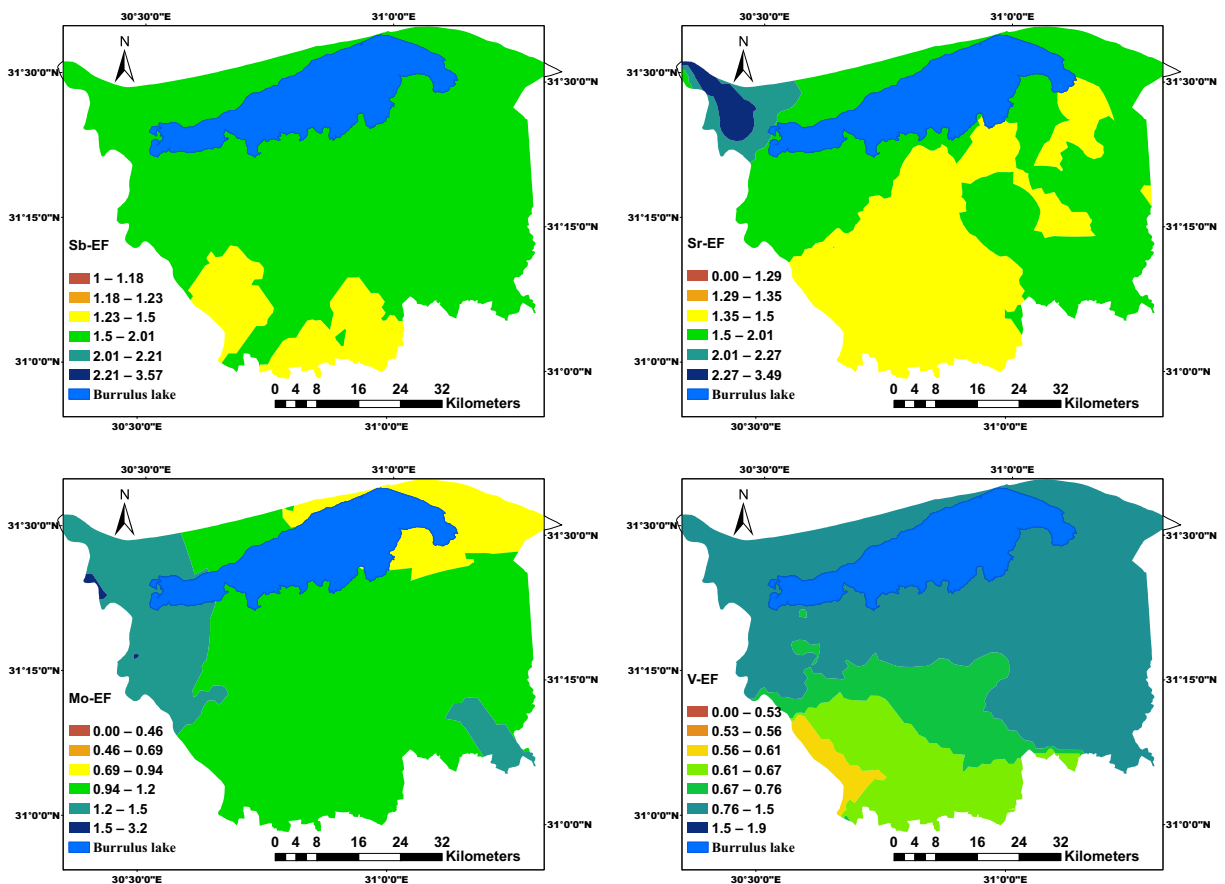 30°30'0"E 31°0'0"E
N
31°30'0"N 31°30'0"N
31°15'0"N 31°15'0"N
Sb-EF
1 – 1.18
1.18 – 1.23
1.23 – 1.5
1.5 – 2.01
2.01 – 2.21
2.21 – 3.57
Burrulus lake
31°0'0"N 31°0'0"N
0 4 8 16 24 32
Kilometers
30°30'0"E 31°0'0"E
30°30'0"E 31°0'0"E
N
31°30'0"N 31°30'0"N
31°15'0"N 31°15'0"N
Sr-EF
0.00 – 1.29
1.29 – 1.35
1.35 – 1.5
1.5 – 2.01
2.01 – 2.27
2.27 – 3.49
Burrulus lake
31°0'0"N 31°0'0"N
0 4 8 16 24 32
Kilometers
30°30'0"E 31°0'0"E
30°30'0"E 31°0'0"E
N
31°30'0"N 31°30'0"N
31°15'0"N 31°15'0"N
Mo-EF
0.00 – 0.46
0.46 – 0.69
0.69 – 0.94
0.94 – 1.2
1.2 – 1.5
1.5 – 3.2
Burrulus lake
31°0'0"N 31°0'0"N
0 4 8 16 24 32
Kilometers
30°30'0"E 31°0'0"E
30°30'0"E 31°0'0"E
N
31°30'0"N 31°30'0"N
31°15'0"N 31°15'0"N
V-EF
0.00 – 0.53
0.53 – 0.56
0.56 – 0.61
0.61 – 0.67
0.67 – 0.76
0.76 – 1.5
1.5 – 1.9
Burrulus lake
31°0'0"N 31°0'0"N
0 4 8 16 24 32
Kilometers
30°30'0"E 31°0'0"E